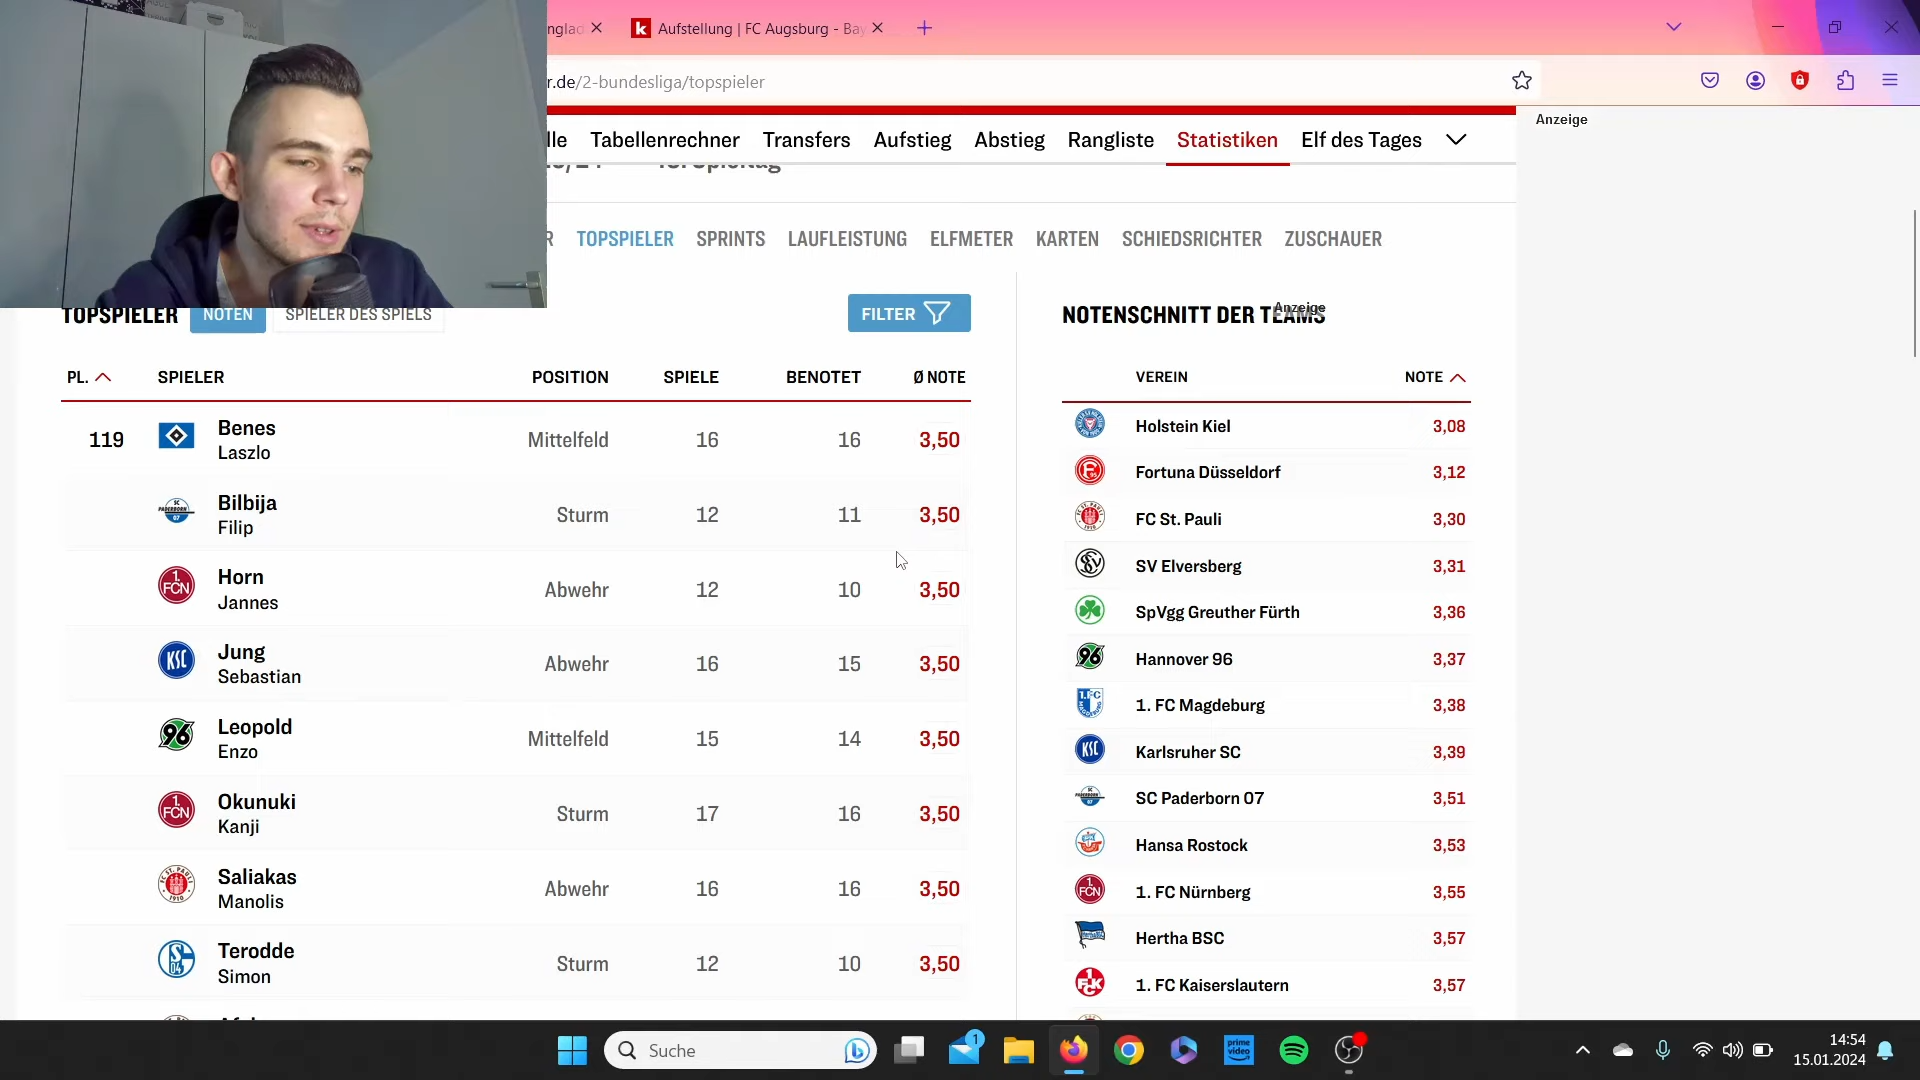 nglad
Aufstellung | FC Augsburg - Bay
r.de/2-bundesliga/topspieler
Anzeige
lle Tabellenrechner Transfers Aufstieg Abstieg Rangliste Statistiken Elf des Tages
R TOPSPIELER SPRINTS LAUFLEISTUNG ELFMETER KARTEN SCHIEDSRICHTER ZUSCHAUER
TOPSPIELER NOTEN SPIELER DES SPIELS FILTER
PL. SPIELER POSITION SPIELE BENOTET Ø NOTE
119 Benes Laszlo Mittelfeld 16 16 3,50
Bilbija Filip Sturm 12 11 3,50
Horn Jannes Abwehr 12 10 3,50
Jung Sebastian Abwehr 16 15 3,50
Leopold Enzo Mittelfeld 15 14 3,50
Okunuki Kanji Sturm 17 16 3,50
Saliakas Manolis Abwehr 16 16 3,50
Terodde Simon Sturm 12 10 3,50
NOTENSCHNITT DER TEAMS
Anzeige
VEREIN NOTE
Holstein Kiel 3,08
Fortuna Düsseldorf 3,12
FC St. Pauli 3,30
SV Elversberg 3,31
SpVgg Greuther Fürth 3,36
Hannover 96 3,37
1. FC Magdeburg 3,38
Karlsruher SC 3,39
SC Paderborn 07 3,51
Hansa Rostock 3,53
1. FC Nürnberg 3,55
Hertha BSC 3,57
1. FC Kaiserslautern 3,57
Suche
1
prime video
14:54
15.01.2024